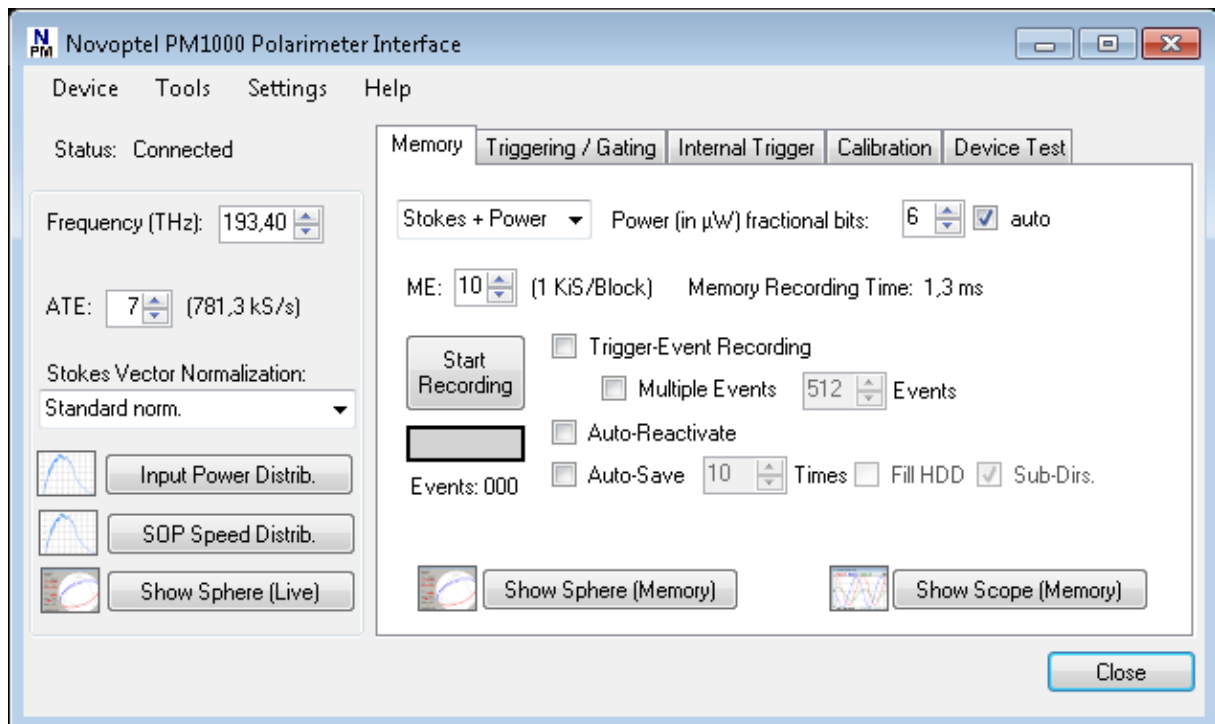 N PM Novoptel PM1000 Polarimeter Interface
Device Tools Settings Help
Status: Connected
Memory Triggering / Gating Internal Trigger Calibration Device Test
Frequency (THz): 193,40
Stokes + Power Power (in µW) fractional bits: 6 auto
ATE: 7 (781,3 kS/s)
ME: 10 (1 KiS/Block) Memory Recording Time: 1,3 ms
Stokes Vector Normalization:
Standard norm.
Start
Recording
Trigger-Event Recording
Multiple Events 512 Events
Auto-Reactivate
Events: 000
Auto-Save 10 Times Fill HDD Sub-Dirs.
Input Power Distrib.
SOP Speed Distrib.
Show Sphere (Live)
Show Sphere (Memory)
Show Scope (Memory)
Close